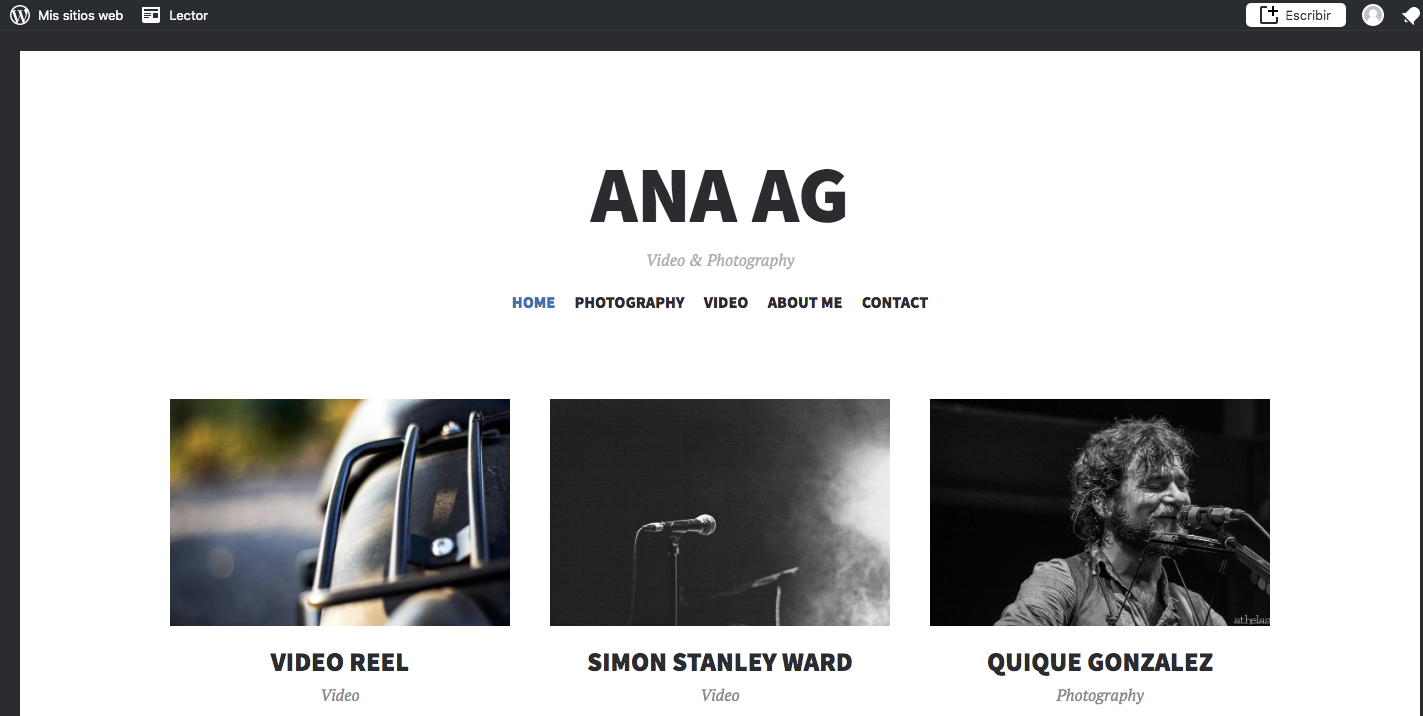 Mis sitios web Lector Escribir
ANA AG
Video & Photography
HOME PHOTOGRAPHY VIDEO ABOUT ME CONTACT
athelas
VIDEO REEL SIMON STANLEY WARD QUIQUE GONZALEZ
Video Video Photography